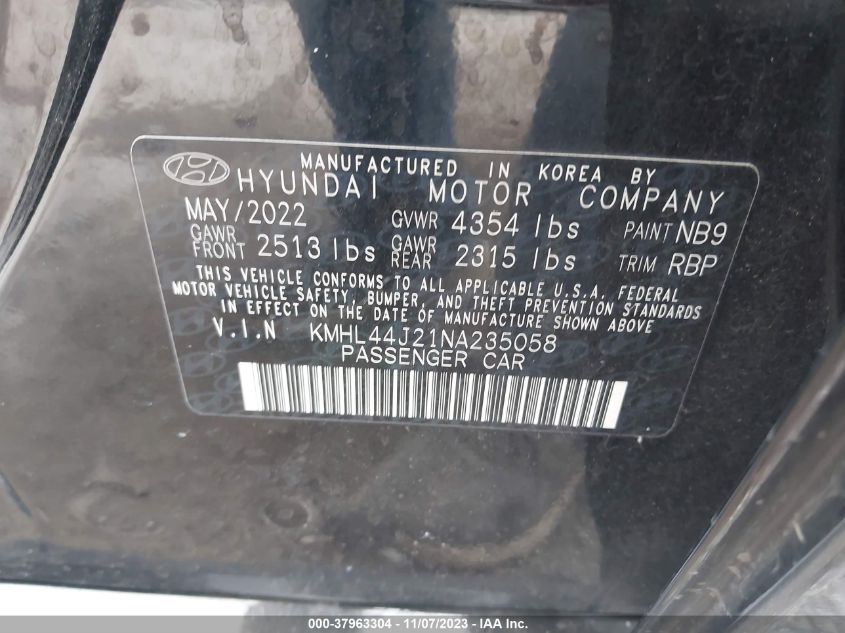 MANUFACTURED IN KOREA BY
HYUNDAI MOTOR COMPANY
MAY/2022 GVWR 4354 lbs PAINT NB9
GAWR FRONT 2513 lbs GAWR REAR 2315 lbs TRIM RBP
THIS VEHICLE CONFORMS TO ALL APPLICABLE U.S.A. FEDERAL
MOTOR VEHICLE SAFETY, BUMPER, AND THEFT PREVENTION STANDARDS
IN EFFECT ON THE DATE OF MANUFACTURE SHOWN ABOVE
V.I.N KMHL44J21NA235058
PASSENGER CAR
000-37963304 - 11/07/2023 - IAA Inc.